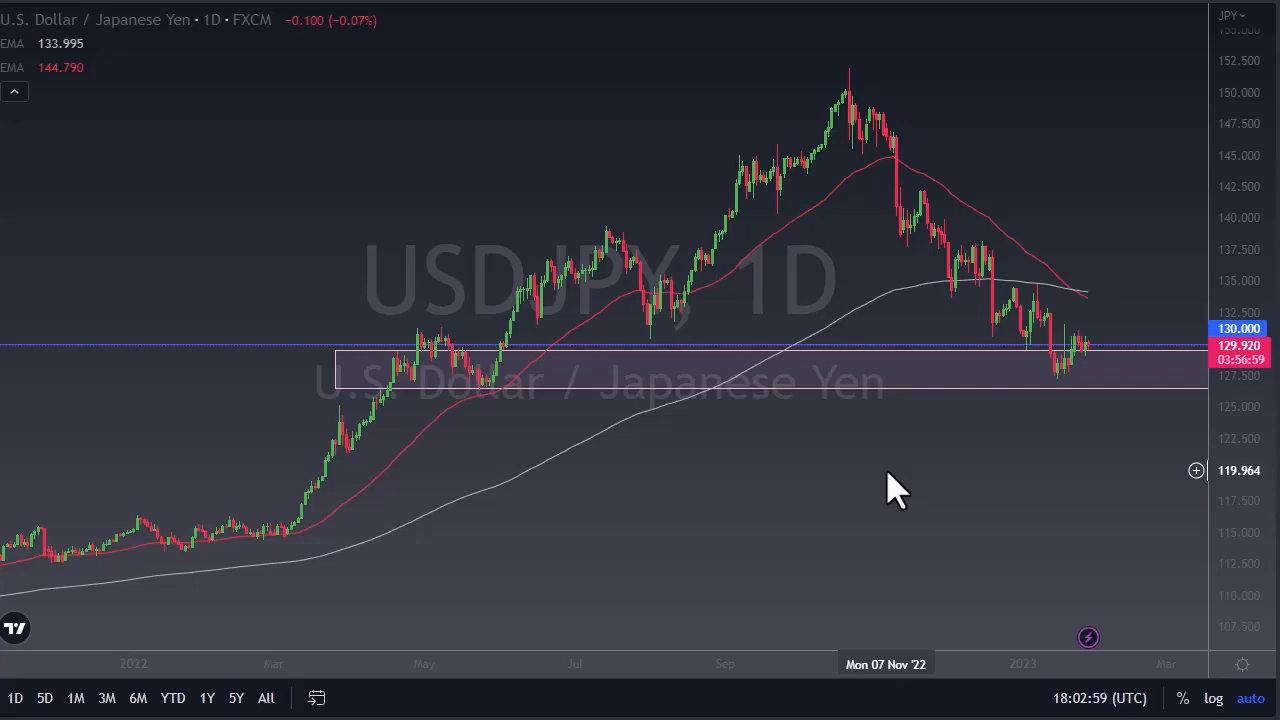 U.S. Dollar / Japanese Yen • 1D • FXCM −0.100 (−0.07%)
JPY
EMA 133.995
EMA 144.790
155.000
152.500
150.000
147.500
145.000
142.500
140.000
137.500
135.000
132.500
130.000
129.920
03:56:59
127.500
125.000
122.500
119.964
117.500
115.000
112.500
110.000
107.500
USDJPY, 1D
U.S. Dollar / Japanese Yen
2022 Mar May Jul Sep Mon 07 Nov '22 2023 Mar
1D 5D 1M 3M 6M YTD 1Y 5Y All 18:02:59 (UTC) % log auto